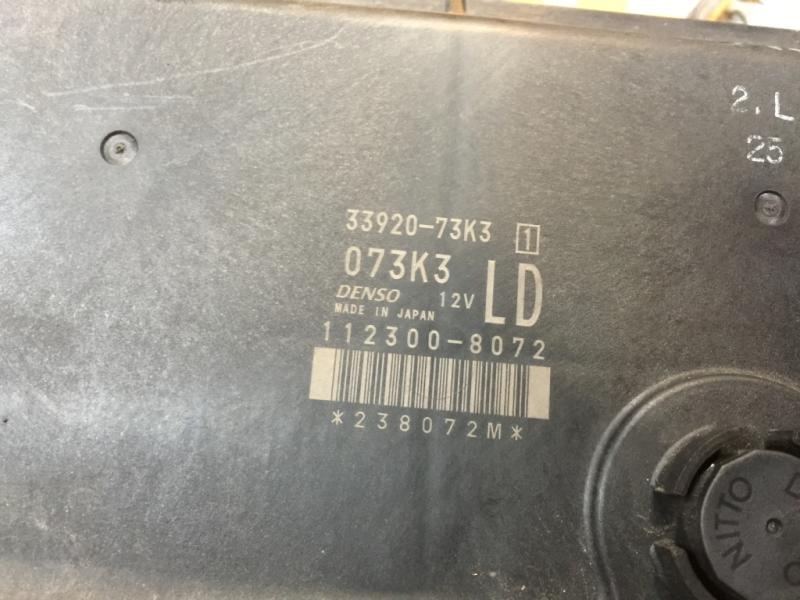 2.L
25
33920-73K3 1
073K3 LD
DENSO 12V
MADE IN JAPAN
112300-8072
*238072M*
NITTO